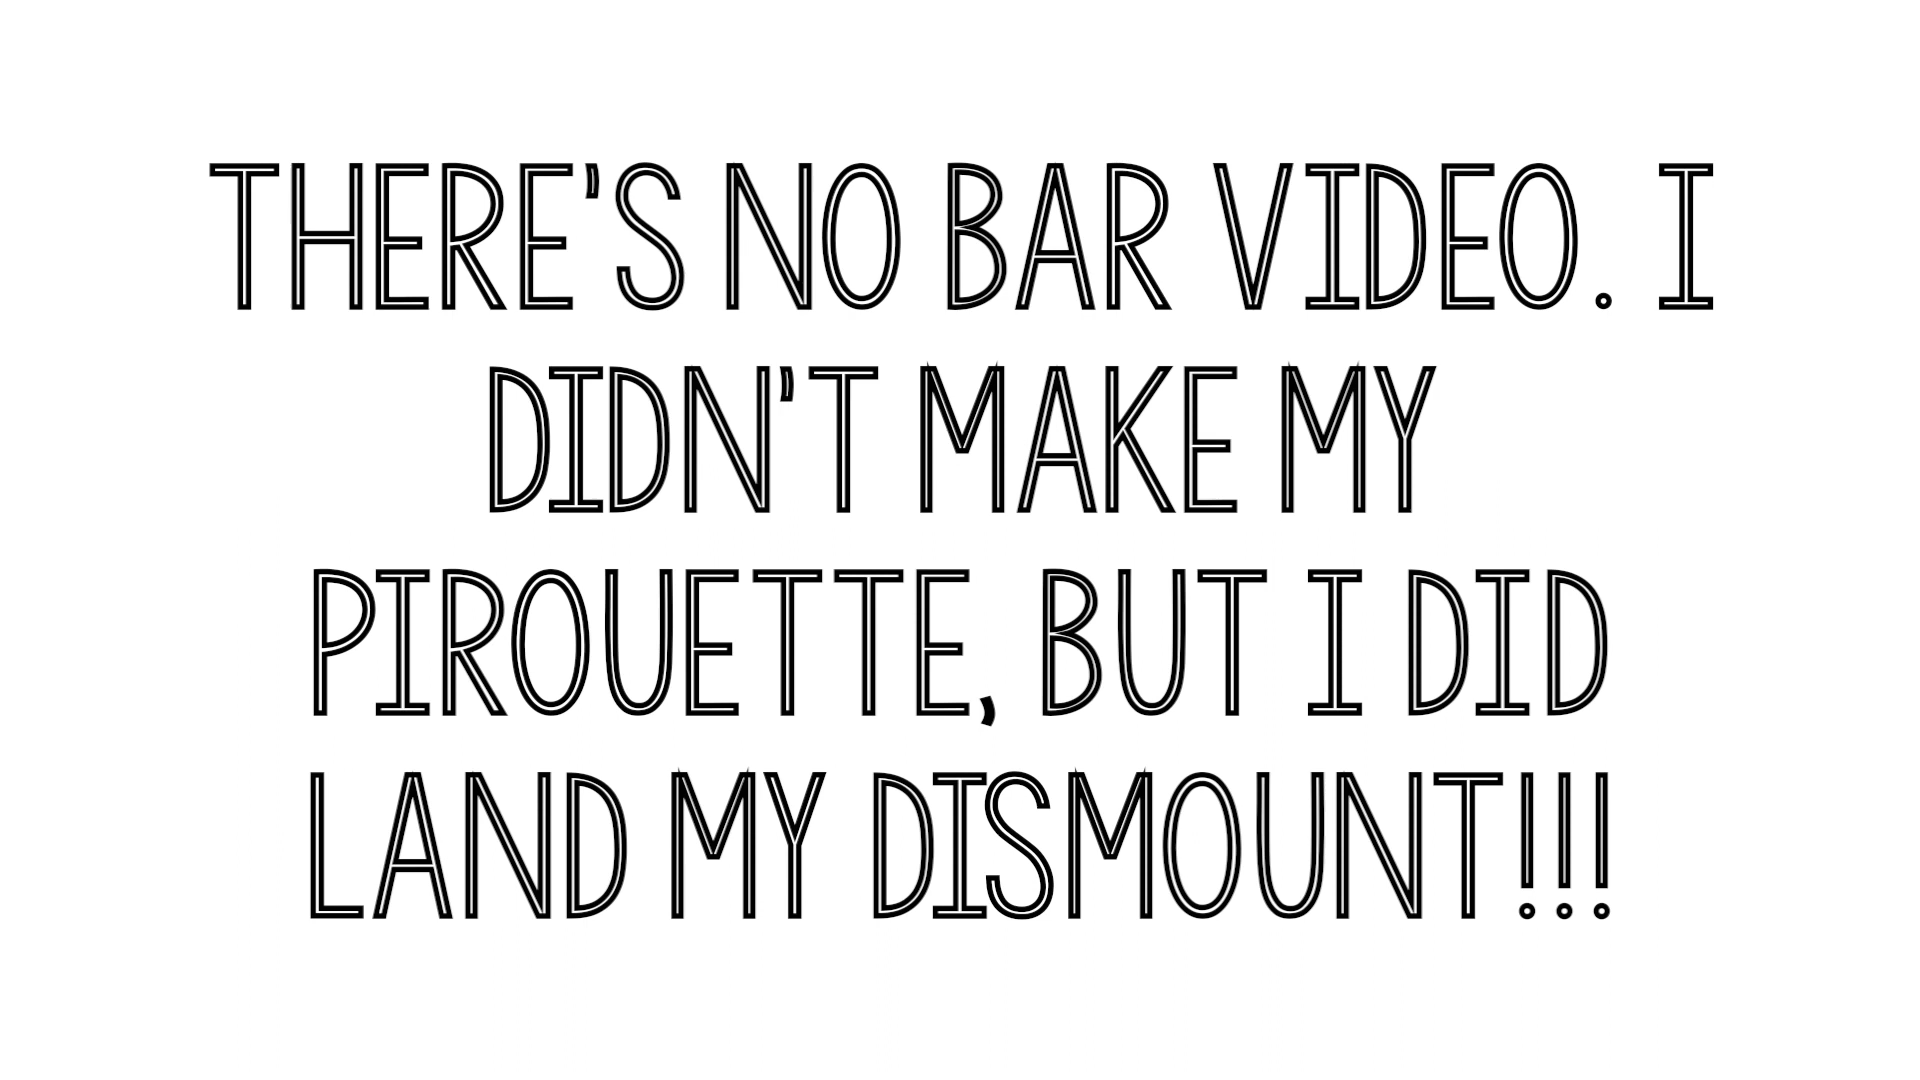 THERE'S NO BAR VIDEO. I
DIDN'T MAKE MY
PIROUETTE, BUT I DID
LAND MY DISMOUNT!!!